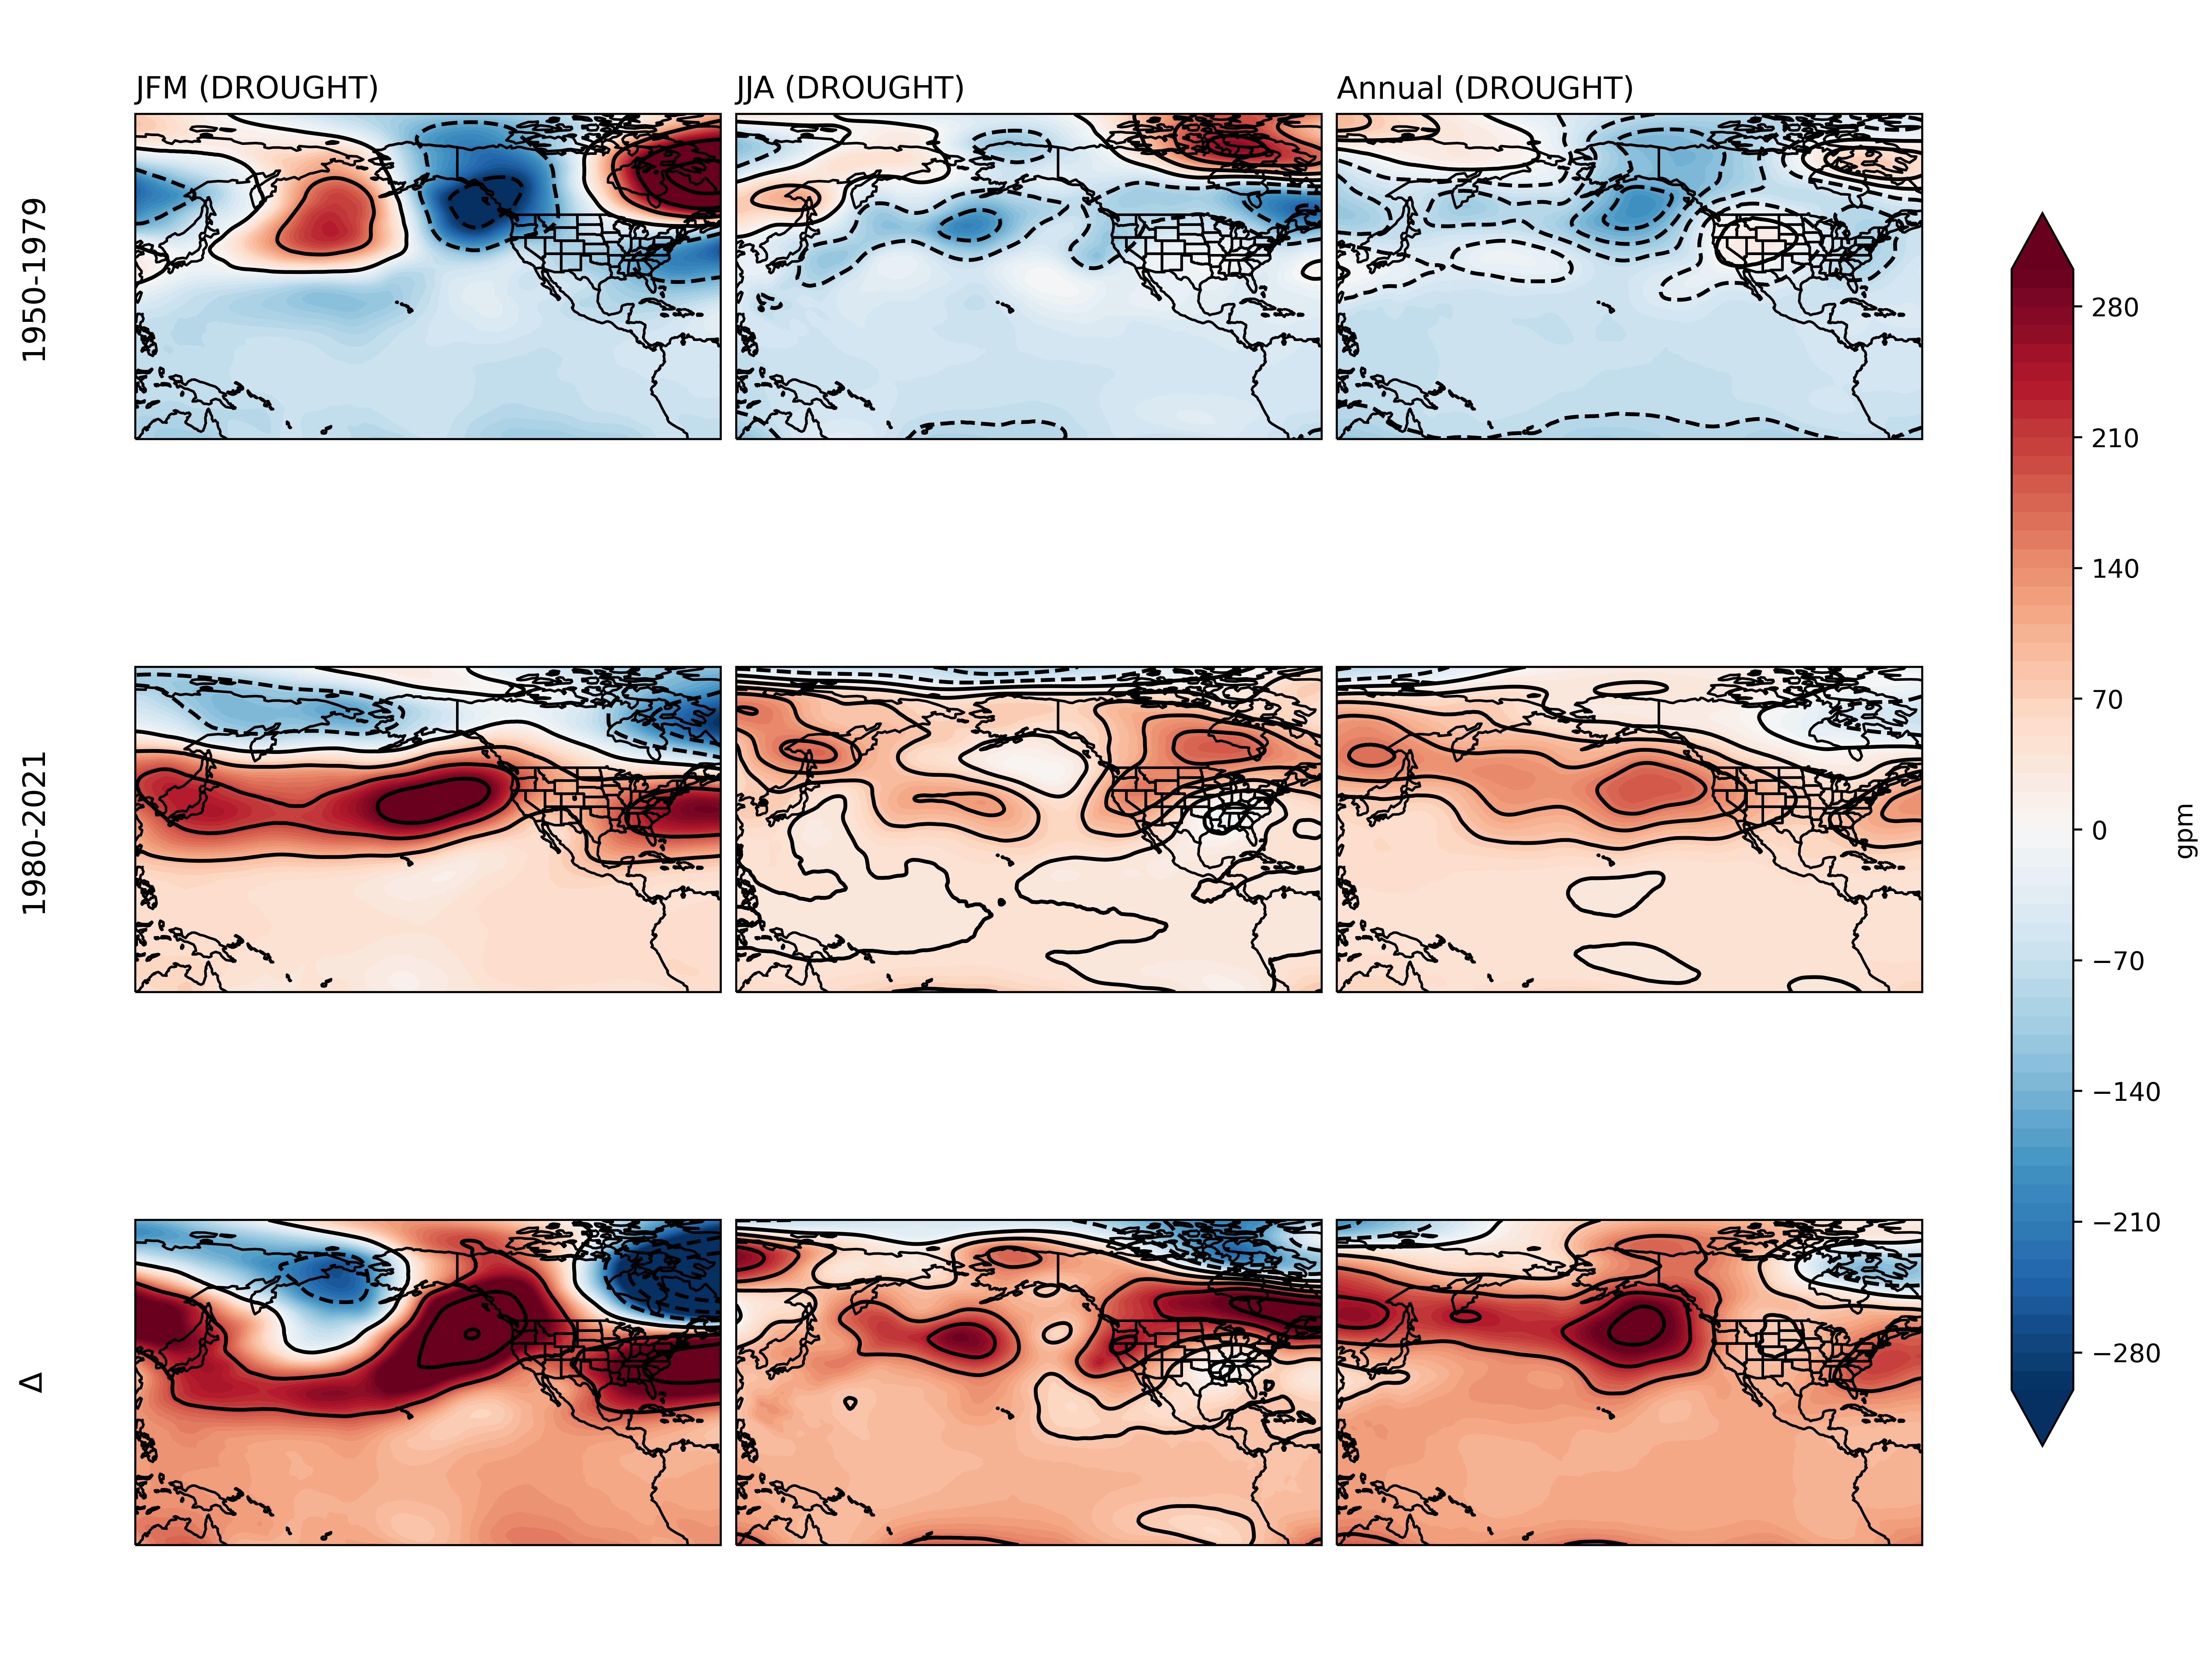 JFM (DROUGHT)
JJA (DROUGHT)
Annual (DROUGHT)
1950-1979
1980-2021
Δ
280
210
140
70
0
−70
−140
−210
−280
gpm